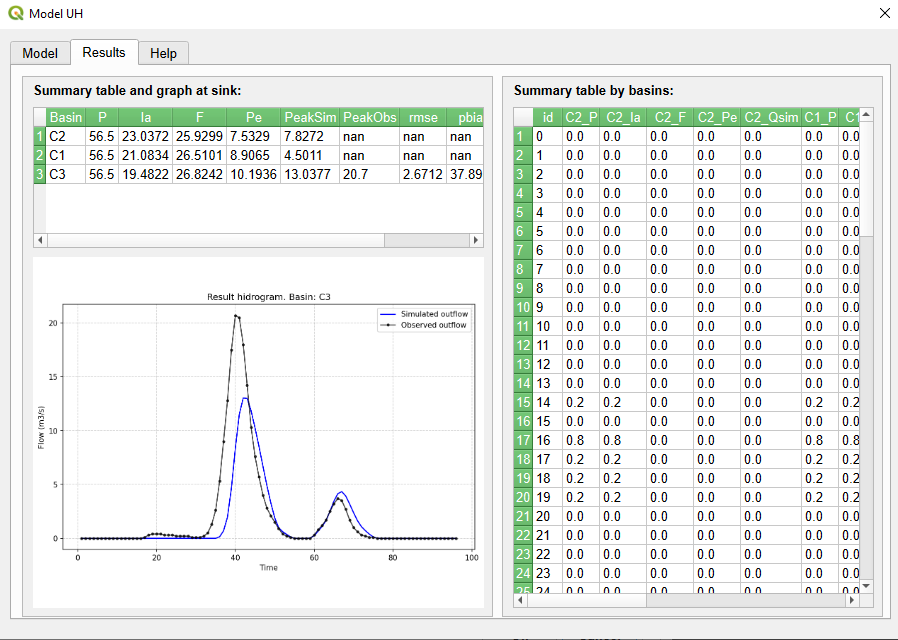 Model UH
Model Results Help
Summary table and graph at sink:
Basin P Ia F Pe PeakSim PeakObs rmse pbia
1 C2 56.5 23.0372 25.9299 7.5329 7.8272 nan nan nan
2 C1 56.5 21.0834 26.5101 8.9065 4.5011 nan nan nan
3 C3 56.5 19.4822 26.8242 10.1936 13.0377 20.7 2.6712 37.89
Result hidrogram. Basin: C3
Simulated outflow
Observed outflow
Flow (m3/s)
20
15
10
5
0
0 20 40 60 80 100
Time
Summary table by basins:
id C2_P C2_Ia C2_F C2_Pe C2_Qsim C1_P C1
1 0 0.0 0.0 0.0 0.0 0.0 0.0 0.0
2 1 0.0 0.0 0.0 0.0 0.0 0.0 0.0
3 2 0.0 0.0 0.0 0.0 0.0 0.0 0.0
4 3 0.0 0.0 0.0 0.0 0.0 0.0 0.0
5 4 0.0 0.0 0.0 0.0 0.0 0.0 0.0
6 5 0.0 0.0 0.0 0.0 0.0 0.0 0.0
7 6 0.0 0.0 0.0 0.0 0.0 0.0 0.0
8 7 0.0 0.0 0.0 0.0 0.0 0.0 0.0
9 8 0.0 0.0 0.0 0.0 0.0 0.0 0.0
10 9 0.0 0.0 0.0 0.0 0.0 0.0 0.0
11 10 0.0 0.0 0.0 0.0 0.0 0.0 0.0
12 11 0.0 0.0 0.0 0.0 0.0 0.0 0.0
13 12 0.0 0.0 0.0 0.0 0.0 0.0 0.0
14 13 0.0 0.0 0.0 0.0 0.0 0.0 0.0
15 14 0.2 0.2 0.0 0.0 0.0 0.2 0.2
16 15 0.0 0.0 0.0 0.0 0.0 0.0 0.0
17 16 0.8 0.8 0.0 0.0 0.0 0.8 0.8
18 17 0.2 0.2 0.0 0.0 0.0 0.2 0.2
19 18 0.2 0.2 0.0 0.0 0.0 0.2 0.2
20 19 0.2 0.2 0.0 0.0 0.0 0.2 0.2
21 20 0.0 0.0 0.0 0.0 0.0 0.0 0.0
22 21 0.0 0.0 0.0 0.0 0.0 0.0 0.0
23 22 0.0 0.0 0.0 0.0 0.0 0.0 0.0
24 23 0.0 0.0 0.0 0.0 0.0 0.0 0.0
25 24 0.0 0.0 0.0 0.0 0.0 0.0 0.0